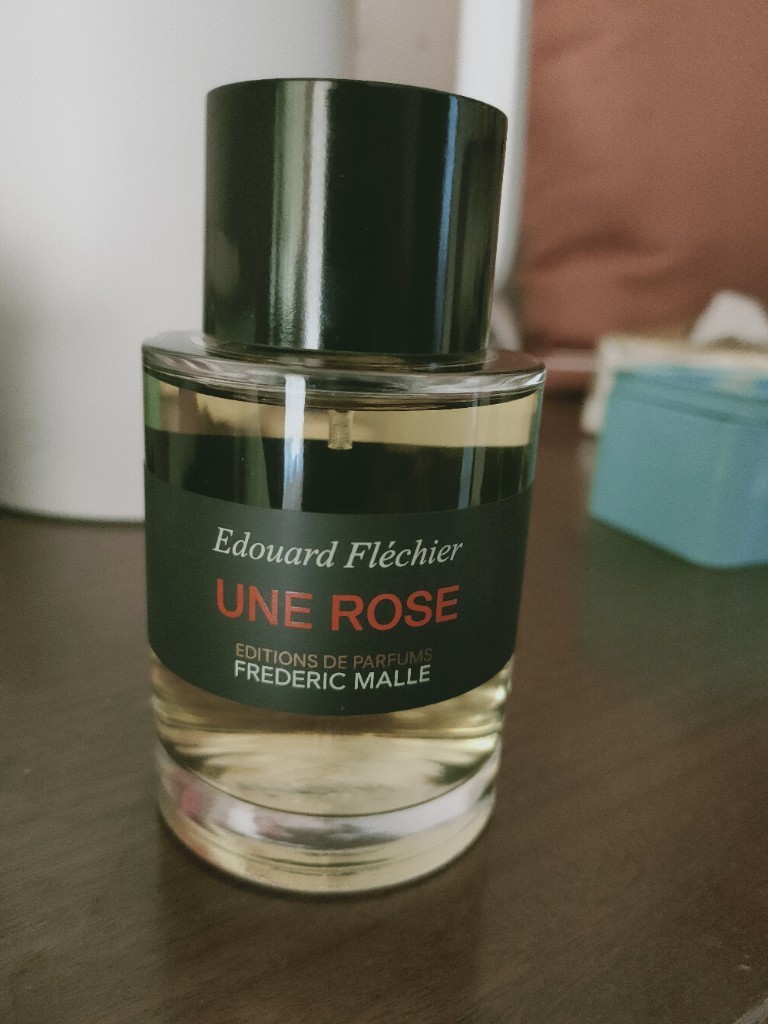 Edouard Fléchier
UNE ROSE
EDITIONS DE PARFUMS
FREDERIC MALLE